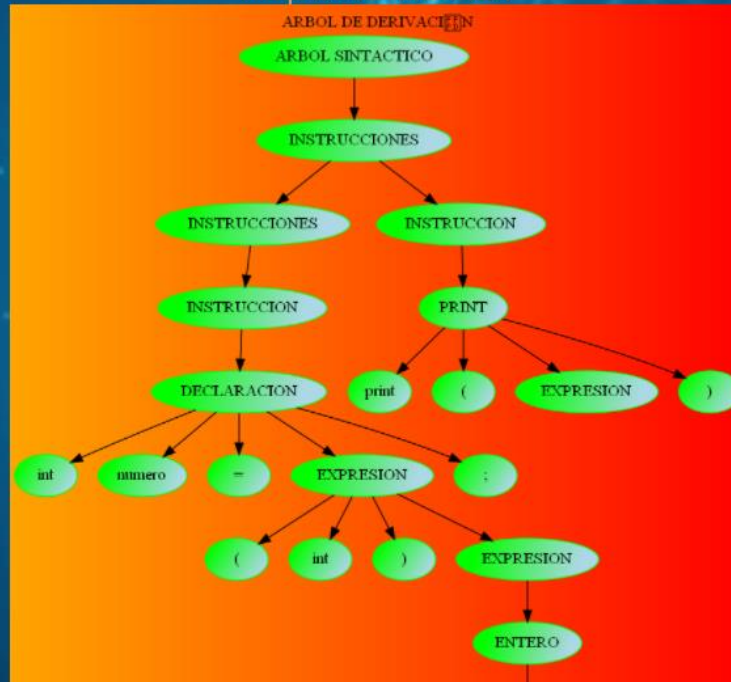 ARBOL DE DERIVACI N
ARBOL SINTACTICO
INSTRUCCIONES
INSTRUCCIONES INSTRUCCION
INSTRUCCION PRINT
DECLARACION print ( EXPRESION )
int numero = EXPRESION ;
( int ) EXPRESION
ENTERO